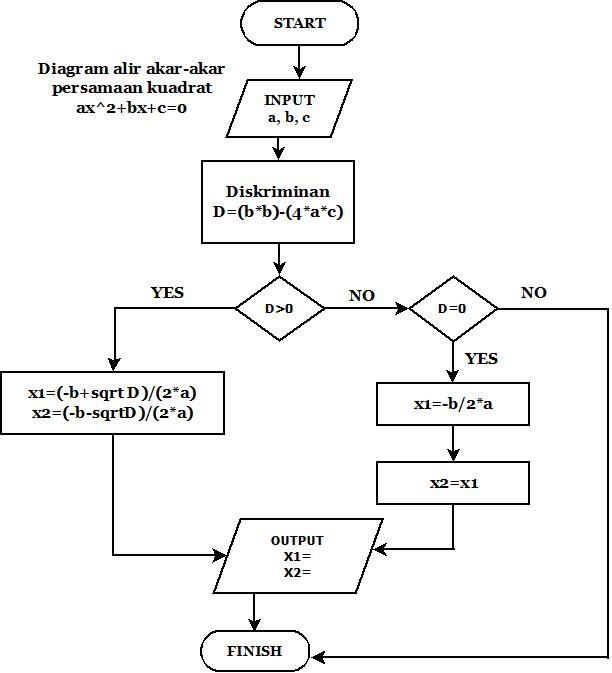 START
Diagram alir akar-akar
persamaan kuadrat
ax^2+bx+c=0
INPUT
a, b, c
Diskriminan
D=(b*b)-(4*a*c)
YES
D>0
NO
D=0
NO
YES
x1=(-b+sqrt D)/(2*a)
x2=(-b-sqrtD)/(2*a)
x1=-b/2*a
x2=x1
OUTPUT
X1=
X2=
FINISH